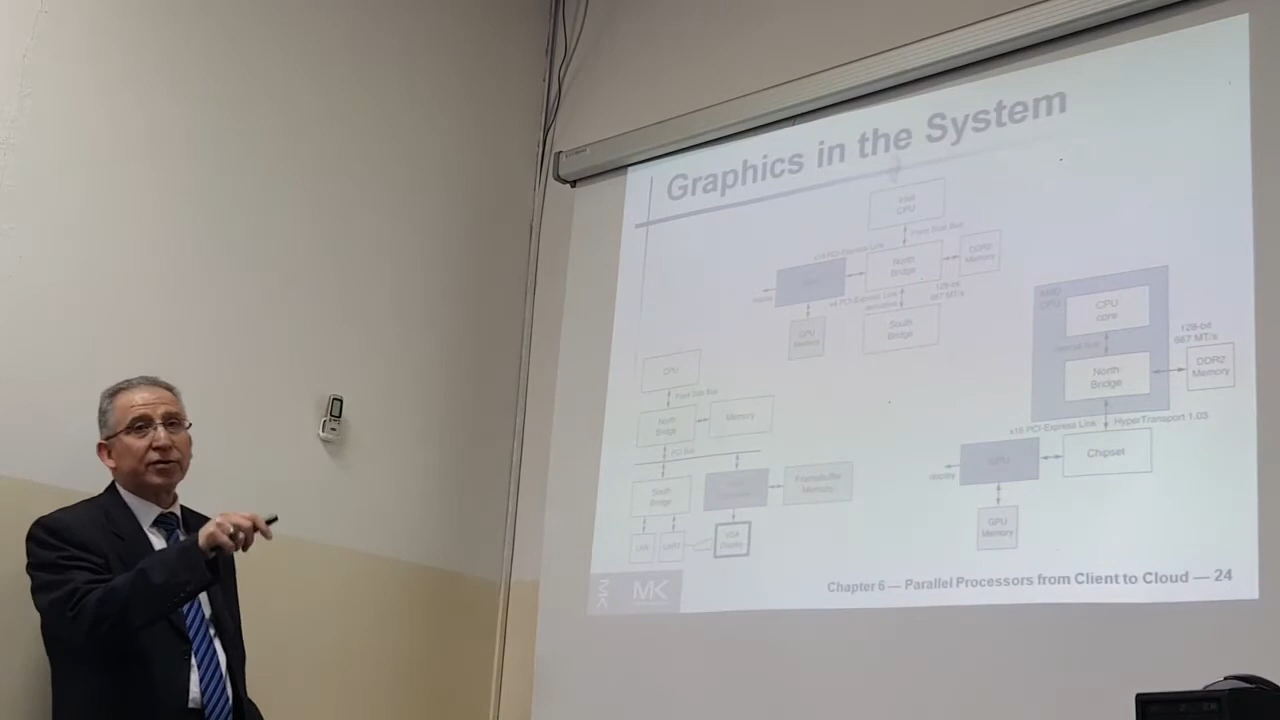 Graphics in the System
Intel
CPU
Front Side Bus
x16 PCI-Express Link
North
Bridge
DDR2
Memory
display
x4 PCI-Express Link
derivative
128-bit
667 MT/s
GPU
Memory
South
Bridge
CPU
Front Side Bus
North
Bridge
Memory
PCI Bus
South
Bridge
Framebuffer
Memory
LAN
UART
VGA
Display
AMD
CPU
CPU
core
internal bus
128-bit
667 MT/s
North
Bridge
DDR2
Memory
x16 PCI-Express Link
HyperTransport 1.03
GPU
Chipset
display
GPU
Memory
MK
Chapter 6 — Parallel Processors from Client to Cloud — 24